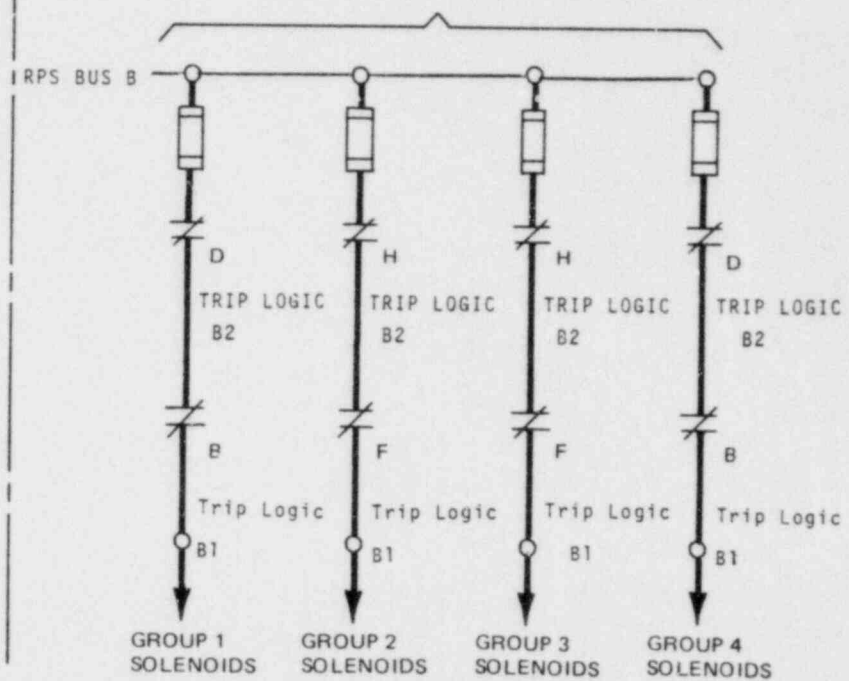 RPS BUS B
D H H D
TRIP LOGIC TRIP LOGIC TRIP LOGIC TRIP LOGIC
B2 B2 B2 B2
B F F B
Trip Logic Trip Logic Trip Logic Trip Logic
B1 B1 B1 B1
GROUP 1 GROUP 2 GROUP 3 GROUP 4
SOLENOIDS SOLENOIDS SOLENOIDS SOLENOIDS